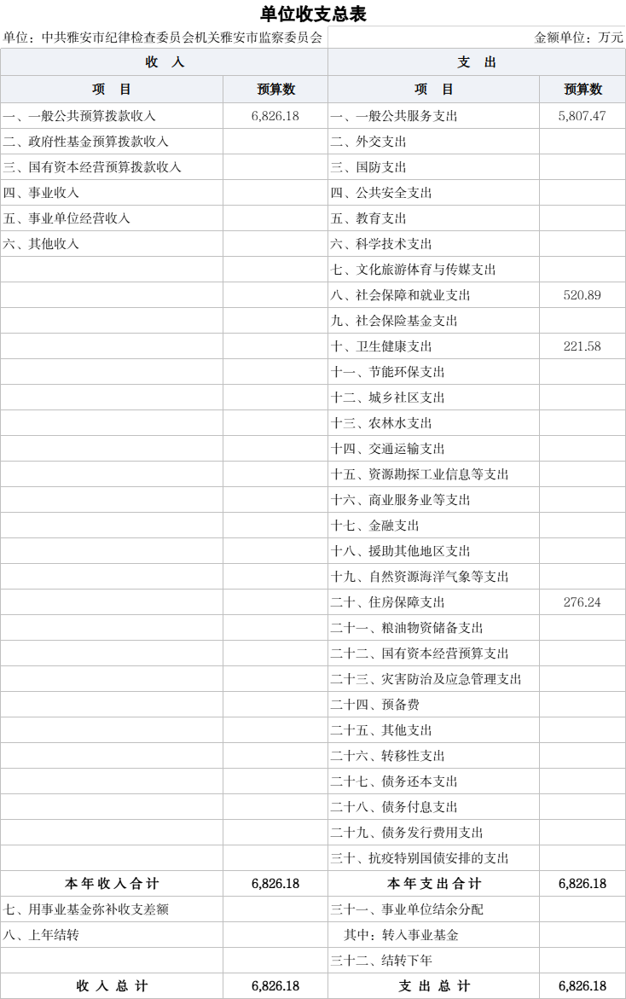 单位收支总表
单位：中共雅安市纪律检查委员会机关雅安市监察委员会 金额单位：万元
收 入 支 出
项 目 预算数 项 目 预算数
一、一般公共预算拨款收入 6,826.18 一、一般公共服务支出 5,807.47
二、政府性基金预算拨款收入 二、外交支出
三、国有资本经营预算拨款收入 三、国防支出
四、事业收入 四、公共安全支出
五、事业单位经营收入 五、教育支出
六、其他收入 六、科学技术支出
七、文化旅游体育与传媒支出
八、社会保障和就业支出 520.89
九、社会保险基金支出
十、卫生健康支出 221.58
十一、节能环保支出
十二、城乡社区支出
十三、农林水支出
十四、交通运输支出
十五、资源勘探工业信息等支出
十六、商业服务业等支出
十七、金融支出
十八、援助其他地区支出
十九、自然资源海洋气象等支出
二十、住房保障支出 276.24
二十一、粮油物资储备支出
二十二、国有资本经营预算支出
二十三、灾害防治及应急管理支出
二十四、预备费
二十五、其他支出
二十六、转移性支出
二十七、债务还本支出
二十八、债务付息支出
二十九、债务发行费用支出
三十、抗疫特别国债安排的支出
本 年 收 入 合 计 6,826.18 本 年 支 出 合 计 6,826.18
七、用事业基金弥补收支差额 三十一、事业单位结余分配
八、上年结转 其中：转入事业基金
三十二、结转下年
收 入 总 计 6,826.18 支 出 总 计 6,826.18